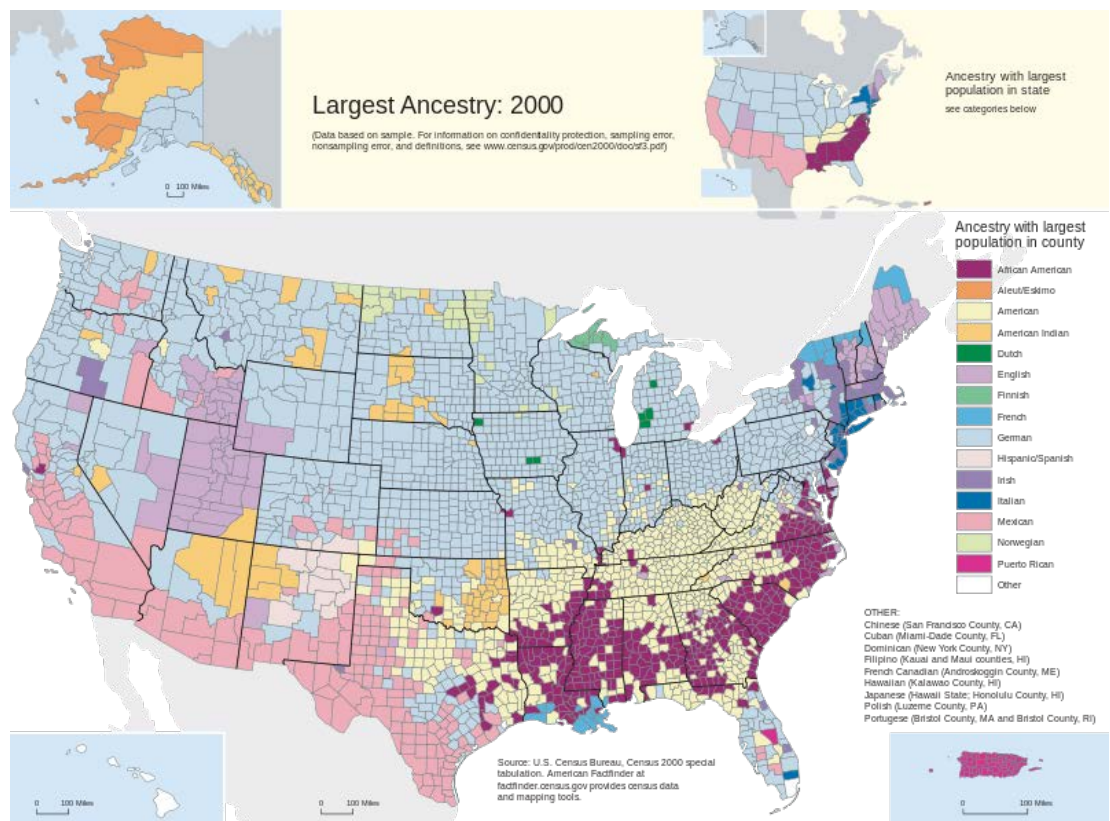 Largest Ancestry: 2000
(Data based on sample. For information on confidentiality protection, sampling error,
nonsampling error, and definitions, see www.census.gov/prod/cen2000/doc/sf3.pdf)
0 100 Miles
Ancestry with largest
population in state
see categories below
Ancestry with largest
population in county
African American
Aleut/Eskimo
American
American Indian
Dutch
English
Finnish
French
German
Hispanic/Spanish
Irish
Italian
Mexican
Norwegian
Puerto Rican
Other
OTHER:
Chinese (San Francisco County, CA)
Cuban (Miami-Dade County, FL)
Dominican (New York County, NY)
Filipino (Kauai and Maui counties, HI)
French Canadian (Androskoggin County, ME)
Hawaiian (Kalawao County, HI)
Japanese (Hawaii State; Honolulu County, HI)
Polish (Luzerne County, PA)
Portugese (Bristol County, MA and Bristol County, RI)
Source: U.S. Census Bureau, Census 2000 special
tabulation. American Factfinder at
factfinder.census.gov provides census data
and mapping tools.
0 100 Miles
0 100 Miles
0 100 Miles